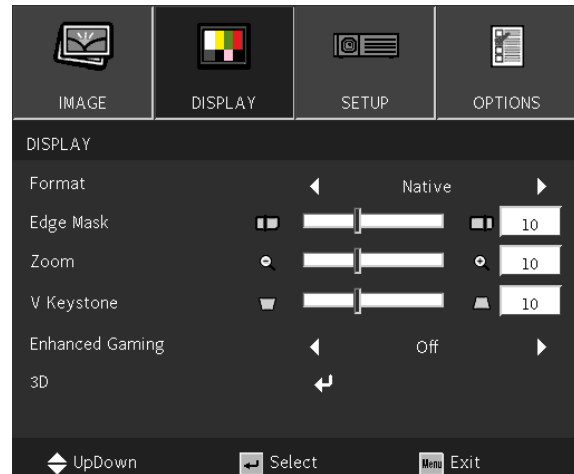 IMAGE DISPLAY SETUP OPTIONS
DISPLAY
Format Native
Edge Mask 10
Zoom 10
V Keystone 10
Enhanced Gaming Off
3D
UpDown Select Menu Exit